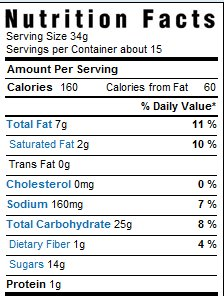 Nutrition Facts
Serving Size 34g
Servings per Container about 15
Amount Per Serving
Calories 160 Calories from Fat 60
% Daily Value*
Total Fat 7g 11 %
Saturated Fat 2g 10 %
Trans Fat 0g
Cholesterol 0mg 0 %
Sodium 160mg 7 %
Total Carbohydrate 25g 8 %
Dietary Fiber 1g 4 %
Sugars 14g
Protein 1g